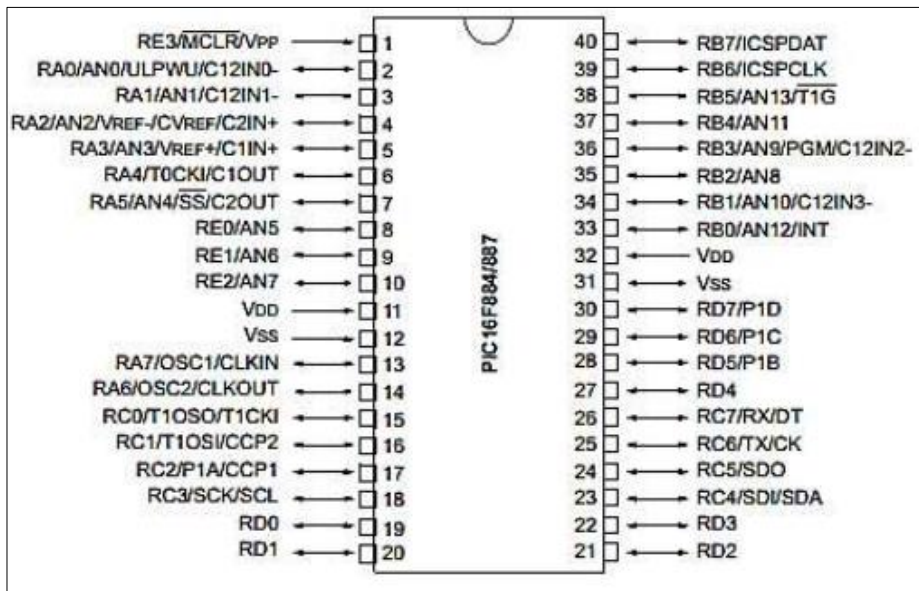 RE3/MCLR/VPP 1
RA0/AN0/ULPWU/C12IN0- 2
RA1/AN1/C12IN1- 3
RA2/AN2/VREF-/CVREF/C2IN+ 4
RA3/AN3/VREF+/C1IN+ 5
RA4/T0CKI/C1OUT 6
RA5/AN4/SS/C2OUT 7
RE0/AN5 8
RE1/AN6 9
RE2/AN7 10
VDD 11
VSS 12
RA7/OSC1/CLKIN 13
RA6/OSC2/CLKOUT 14
RC0/T1OSO/T1CKI 15
RC1/T1OSI/CCP2 16
RC2/P1A/CCP1 17
RC3/SCK/SCL 18
RD0 19
RD1 20
PIC16F884/887
40 RB7/ICSPDAT
39 RB6/ICSPCLK
38 RB5/AN13/T1G
37 RB4/AN11
36 RB3/AN9/PGM/C12IN2-
35 RB2/AN8
34 RB1/AN10/C12IN3-
33 RB0/AN12/INT
32 VDD
31 VSS
30 RD7/P1D
29 RD6/P1C
28 RD5/P1B
27 RD4
26 RC7/RX/DT
25 RC6/TX/CK
24 RC5/SDO
23 RC4/SDI/SDA
22 RD3
21 RD2